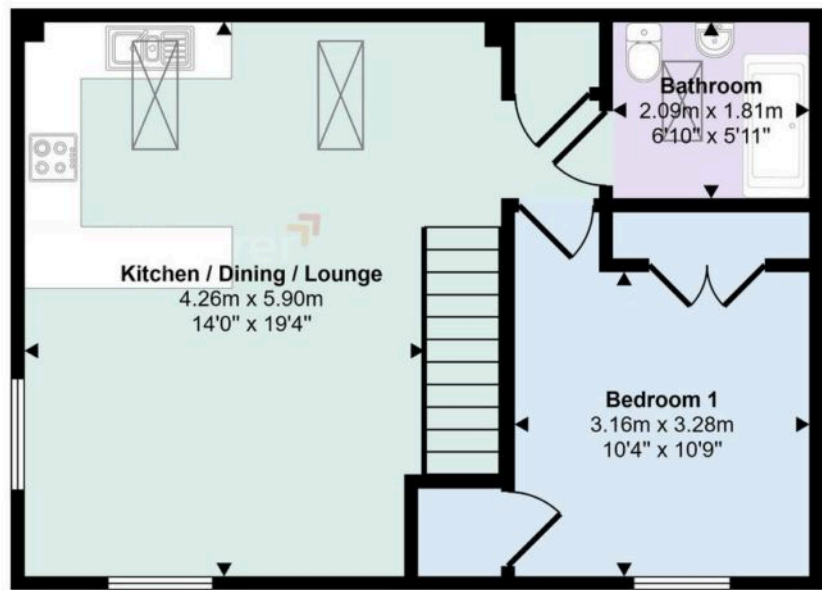 Bathroom
2.09m x 1.81m
6'10" x 5'11"
Kitchen / Dining / Lounge
4.26m x 5.90m
14'0" x 19'4"
Bedroom 1
3.16m x 3.28m
10'4" x 10'9"